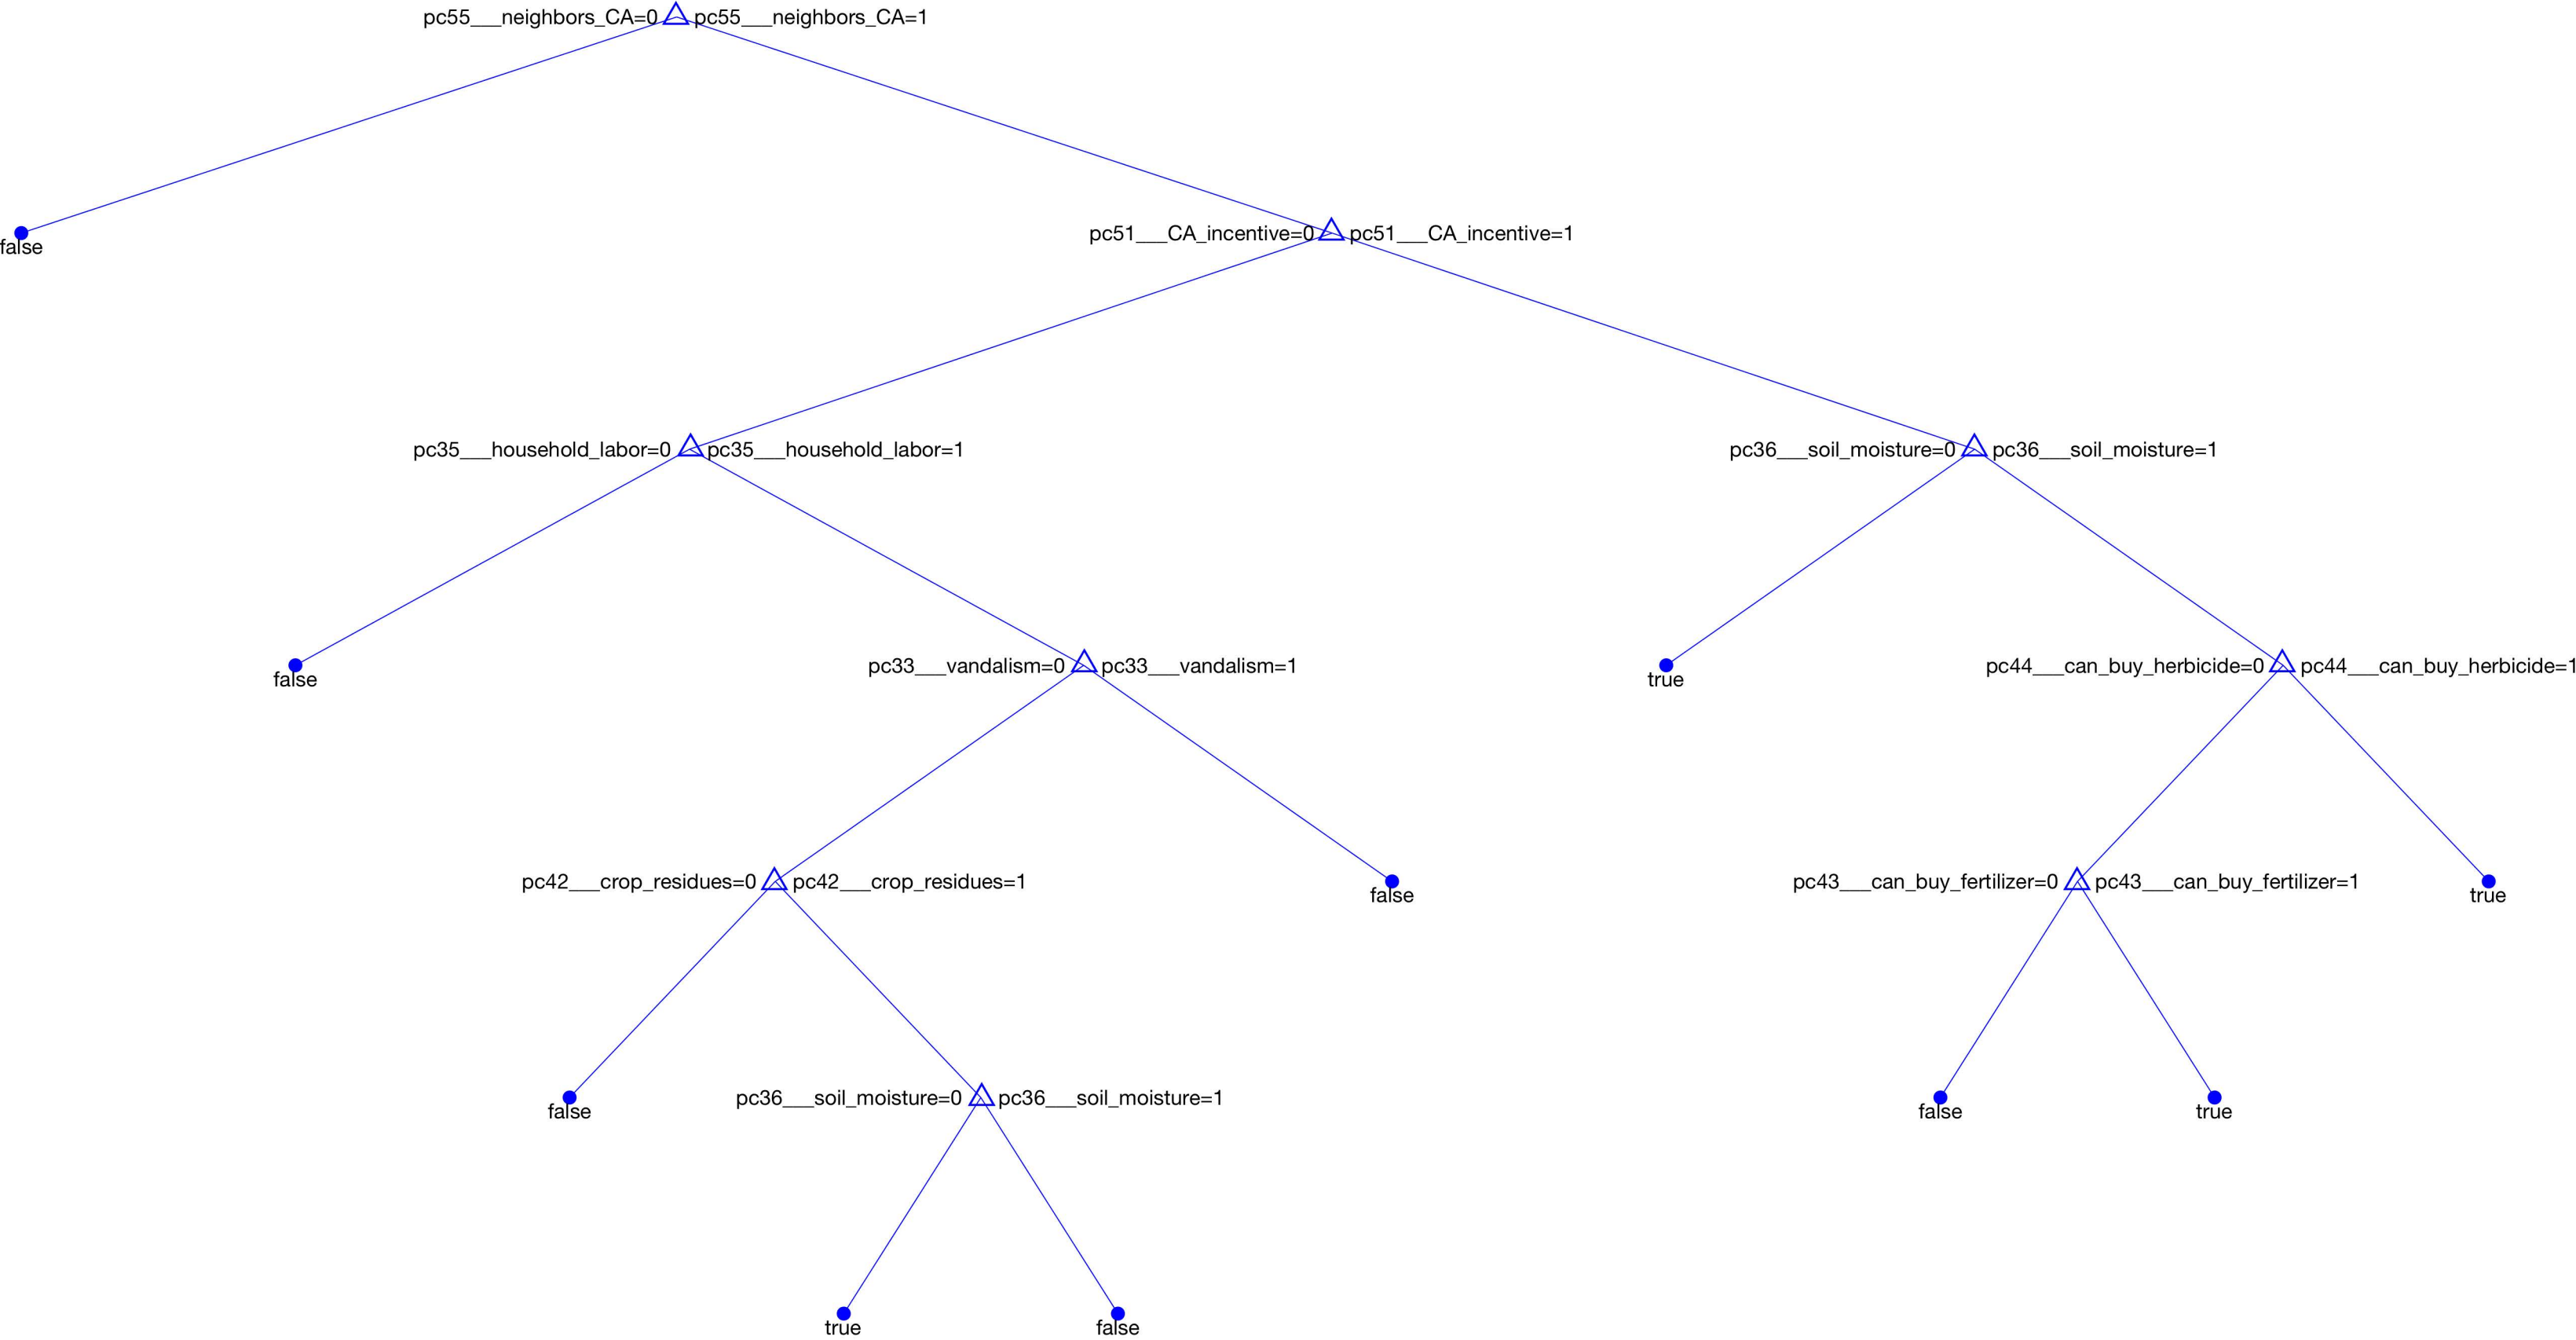 pc55___neighbors_CA=0 pc55___neighbors_CA=1
false
pc51___CA_incentive=0 pc51___CA_incentive=1
pc35___household_labor=0 pc35___household_labor=1
pc36___soil_moisture=0 pc36___soil_moisture=1
false
pc33___vandalism=0 pc33___vandalism=1
true
pc44___can_buy_herbicide=0 pc44___can_buy_herbicide=1
pc42___crop_residues=0 pc42___crop_residues=1
false
pc43___can_buy_fertilizer=0 pc43___can_buy_fertilizer=1
true
false
pc36___soil_moisture=0 pc36___soil_moisture=1
false
true
true
false